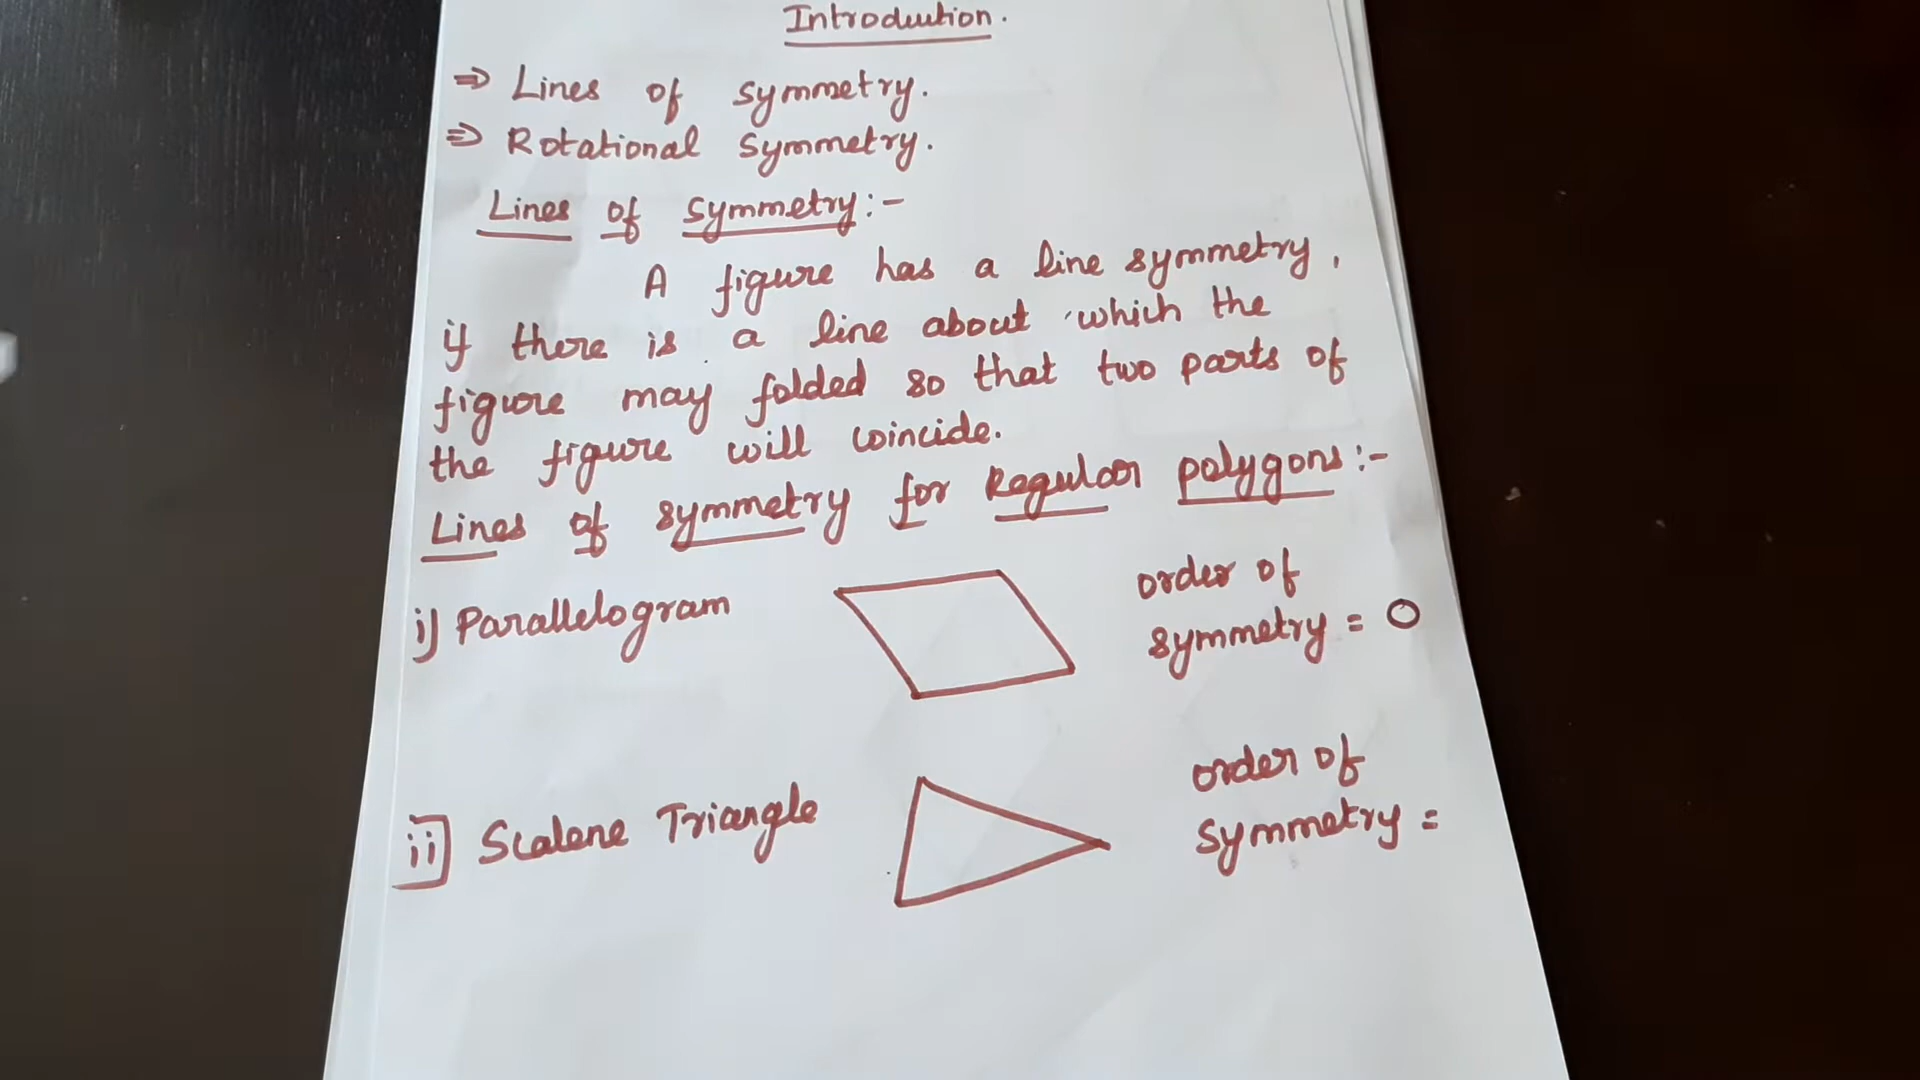 Introduution.
⇒ Lines of symmetry.
⇒ Rotational Symmetry.
Lines of symmetry:-
A figure has a line symmetry,
if there is a line about which the
figure may folded so that two parts of
the figure will coincide.
Lines of symmetry for Regular polygons:-
i) Parallelogram
order of
symmetry = 0
ii) Scalene Triangle
order of
symmetry =